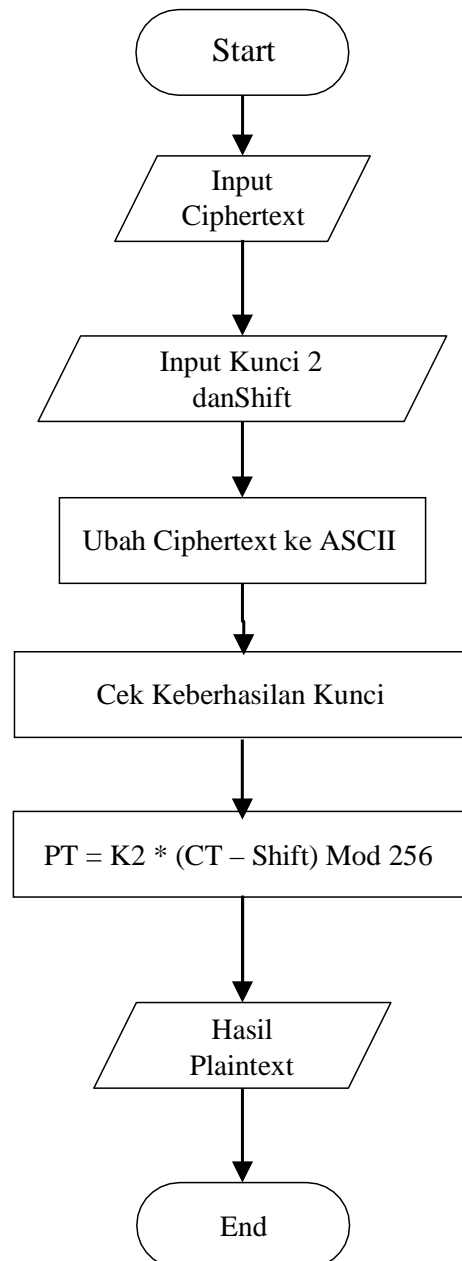 Start
Input
Ciphertext
Input Kunci 2
danShift
Ubah Ciphertext ke ASCII
Cek Keberhasilan Kunci
PT = K2 * (CT – Shift) Mod 256
Hasil
Plaintext
End